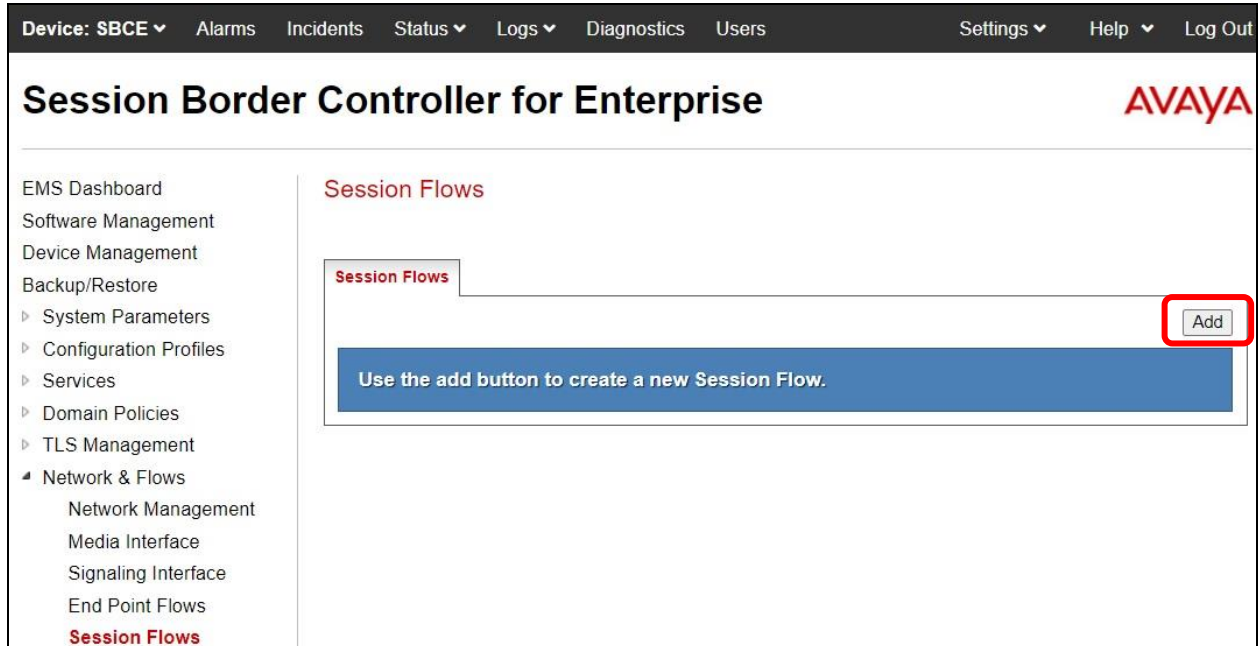 Device: SBCE Alarms Incidents Status Logs Diagnostics Users Settings Help Log Out
Session Border Controller for Enterprise
AVAYA
EMS Dashboard
Software Management
Device Management
Backup/Restore
System Parameters
Configuration Profiles
Services
Domain Policies
TLS Management
Network & Flows
Network Management
Media Interface
Signaling Interface
End Point Flows
Session Flows
Session Flows
Session Flows
Add
Use the add button to create a new Session Flow.